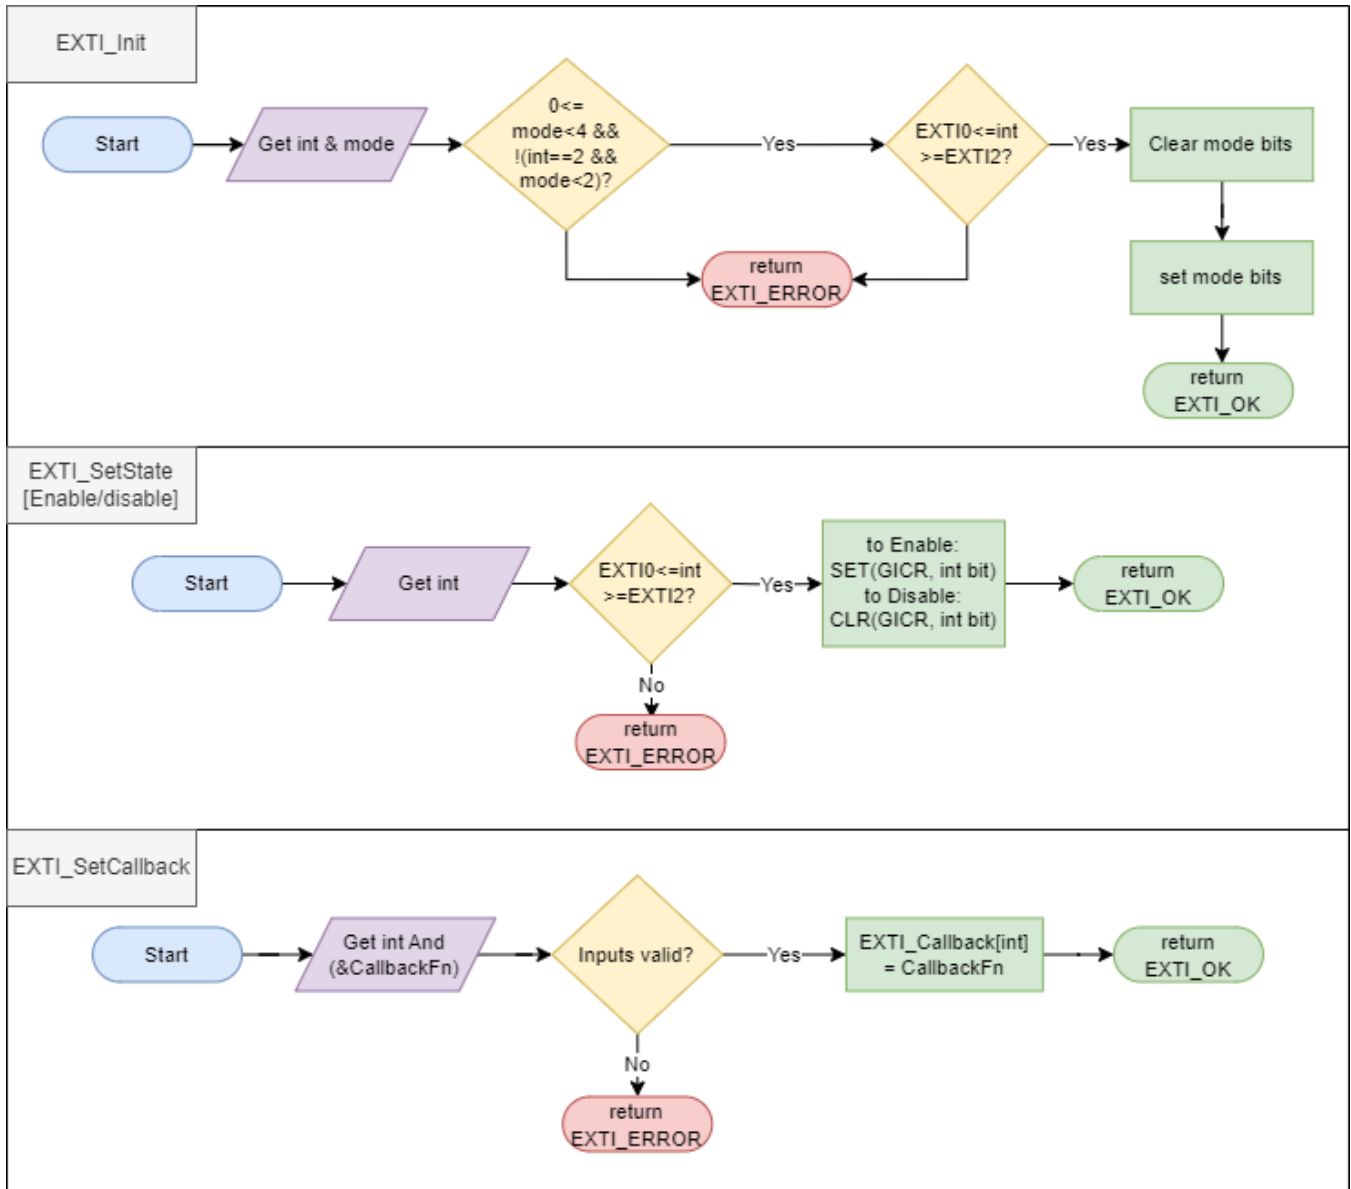 EXTI_Init
Start
Get int & mode
0<=
mode<4 &&
!(int==2 &&
mode<2)?
Yes
EXTI0<=int
>=EXTI2?
Yes
Clear mode bits
set mode bits
return
EXTI_OK
return
EXTI_ERROR
EXTI_SetState
[Enable/disable]
Start
Get int
EXTI0<=int
>=EXTI2?
Yes
to Enable:
SET(GICR, int bit)
to Disable:
CLR(GICR, int bit)
return
EXTI_OK
No
return
EXTI_ERROR
EXTI_SetCallback
Start
Get int And
(&CallbackFn)
Inputs valid?
Yes
EXTI_Callback[int]
= CallbackFn
return
EXTI_OK
No
return
EXTI_ERROR